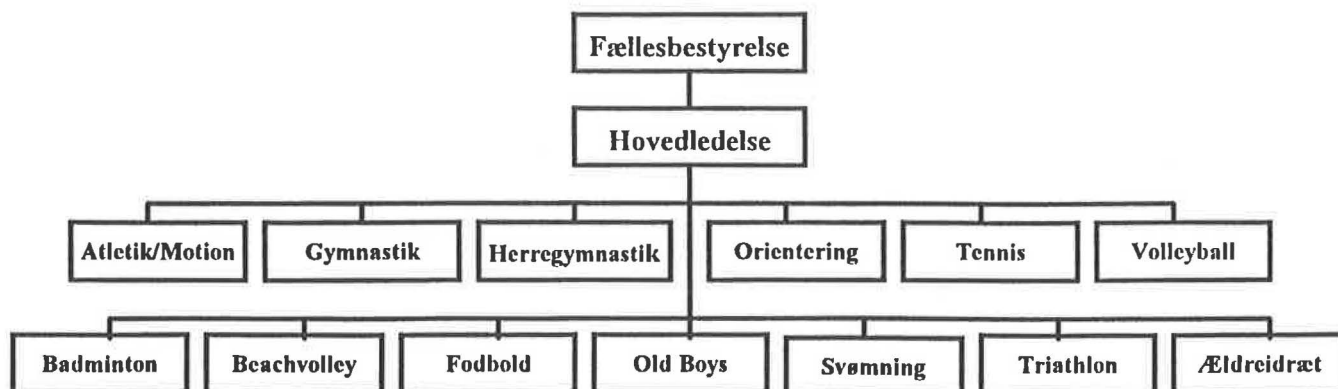 Fællesbestyrelse
Hovedledelse
Atletik/Motion
Gymnastik
Herregymnastik
Orientering
Tennis
Volleyball
Badminton
Beachvolley
Fodbold
Old Boys
Svømning
Triathlon
Ældreidræt